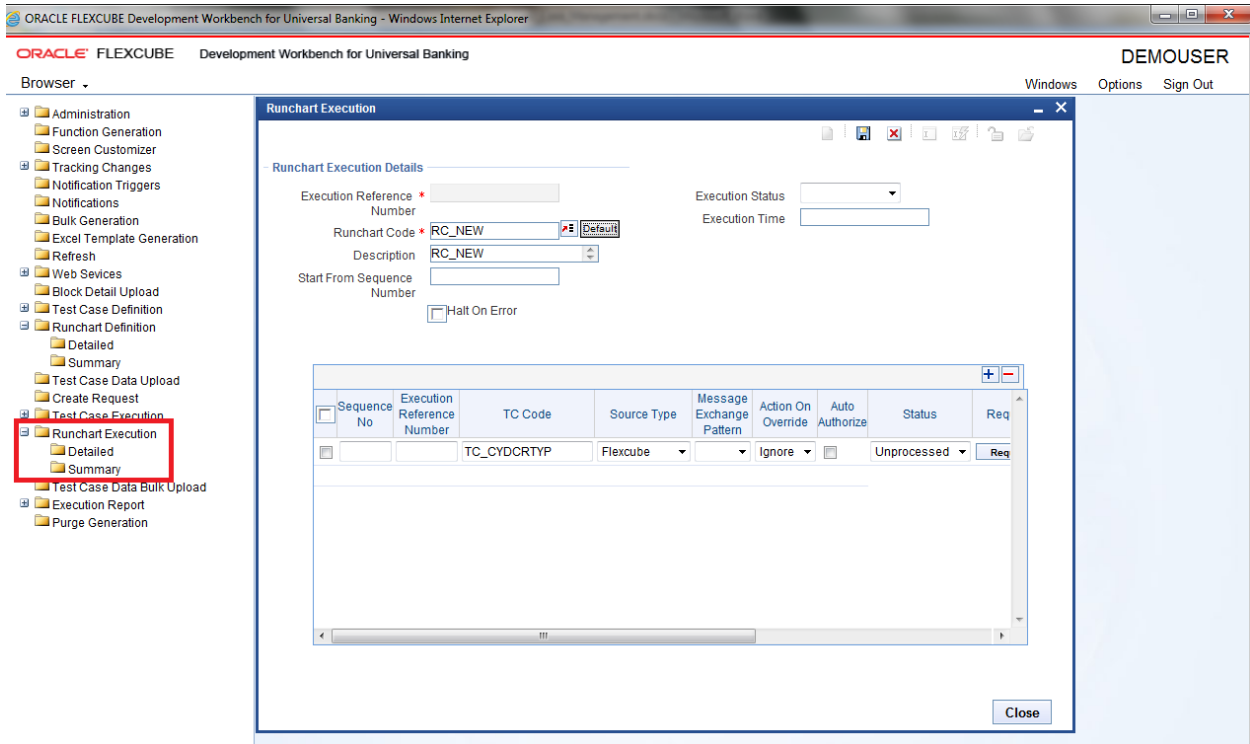 ORACLE FLEXCUBE Development Workbench for Universal Banking - Windows Internet Explorer
ORACLE FLEXCUBE Development Workbench for Universal Banking
DEMOUSER
Browser
Windows Options Sign Out
Administration
Function Generation
Screen Customizer
Tracking Changes
Notification Triggers
Notifications
Bulk Generation
Excel Template Generation
Refresh
Web Sevices
Block Detail Upload
Test Case Definition
Runchart Definition
Detailed
Summary
Test Case Data Upload
Create Request
Test Case Execution
Runchart Execution
Detailed
Summary
Test Case Data Bulk Upload
Execution Report
Purge Generation
Runchart Execution
Runchart Execution Details
Execution Reference *
Number
Runchart Code * RC_NEW Default
Description RC_NEW
Start From Sequence
Number
Halt On Error
Execution Status
Execution Time
Sequence No
Execution Reference Number
TC Code
Source Type
Message Exchange Pattern
Action On Override
Auto Authorize
Status
Req
TC_CYDCRTYP Flexcube Ignore Unprocessed Req
Close